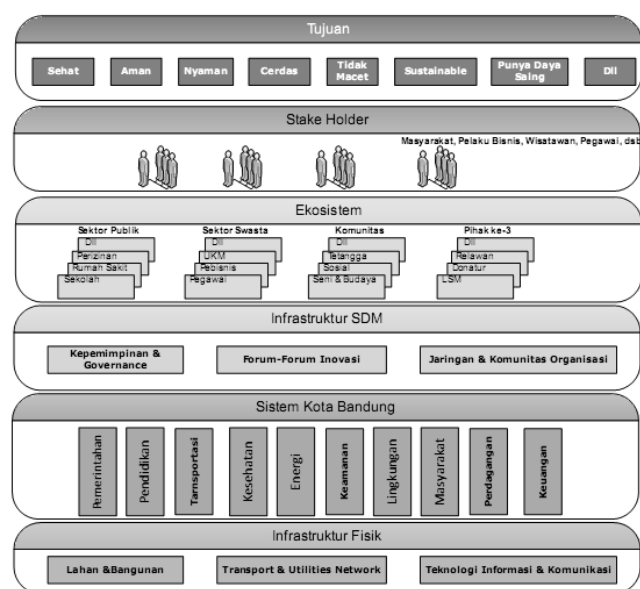 Tujuan
Sehat
Aman
Nyaman
Cerdas
Tidak
Macet
Sustainable
Punya Daya
Saing
Dll
Stake Holder
Masyarakat, Pelaku Bisnis, Wisatawan, Pegawai, dsb
Ekosistem
Sektor Publik
Dll
Perizinan
Rumah Sakit
Sekolah
Sektor Swasta
Dll
UKM
Pebisnis
Pegawai
Komunitas
Dll
Tetangga
Sosial
Seni & Budaya
Pihak ke-3
Dll
Relawan
Donatur
LSM
Infrastruktur SDM
Kepemimpinan &
Governance
Forum-Forum Inovasi
Jaringan & Komunitas Organisasi
Sistem Kota Bandung
Pemerintahan
Pendidikan
Tarnsportasi
Kesehatan
Energi
Keamanan
Lingkungan
Masyarakat
Perdagangan
Keuangan
Infrastruktur Fisik
Lahan &Bangunan
Transport & Utilities Network
Teknologi Informasi & Komunikasi